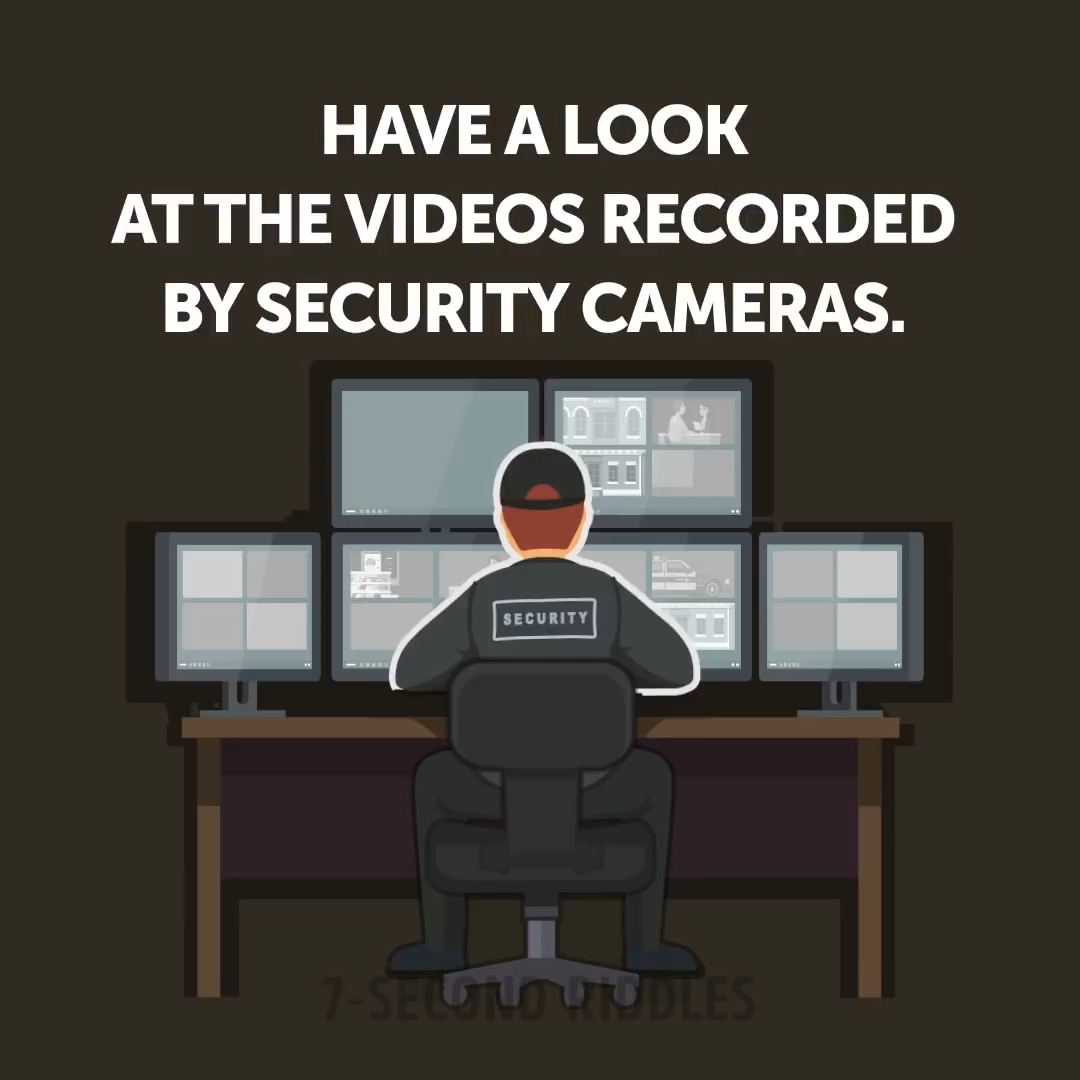 HAVE A LOOK
AT THE VIDEOS RECORDED
BY SECURITY CAMERAS.
SECURITY
7-SECOND RIDDLES